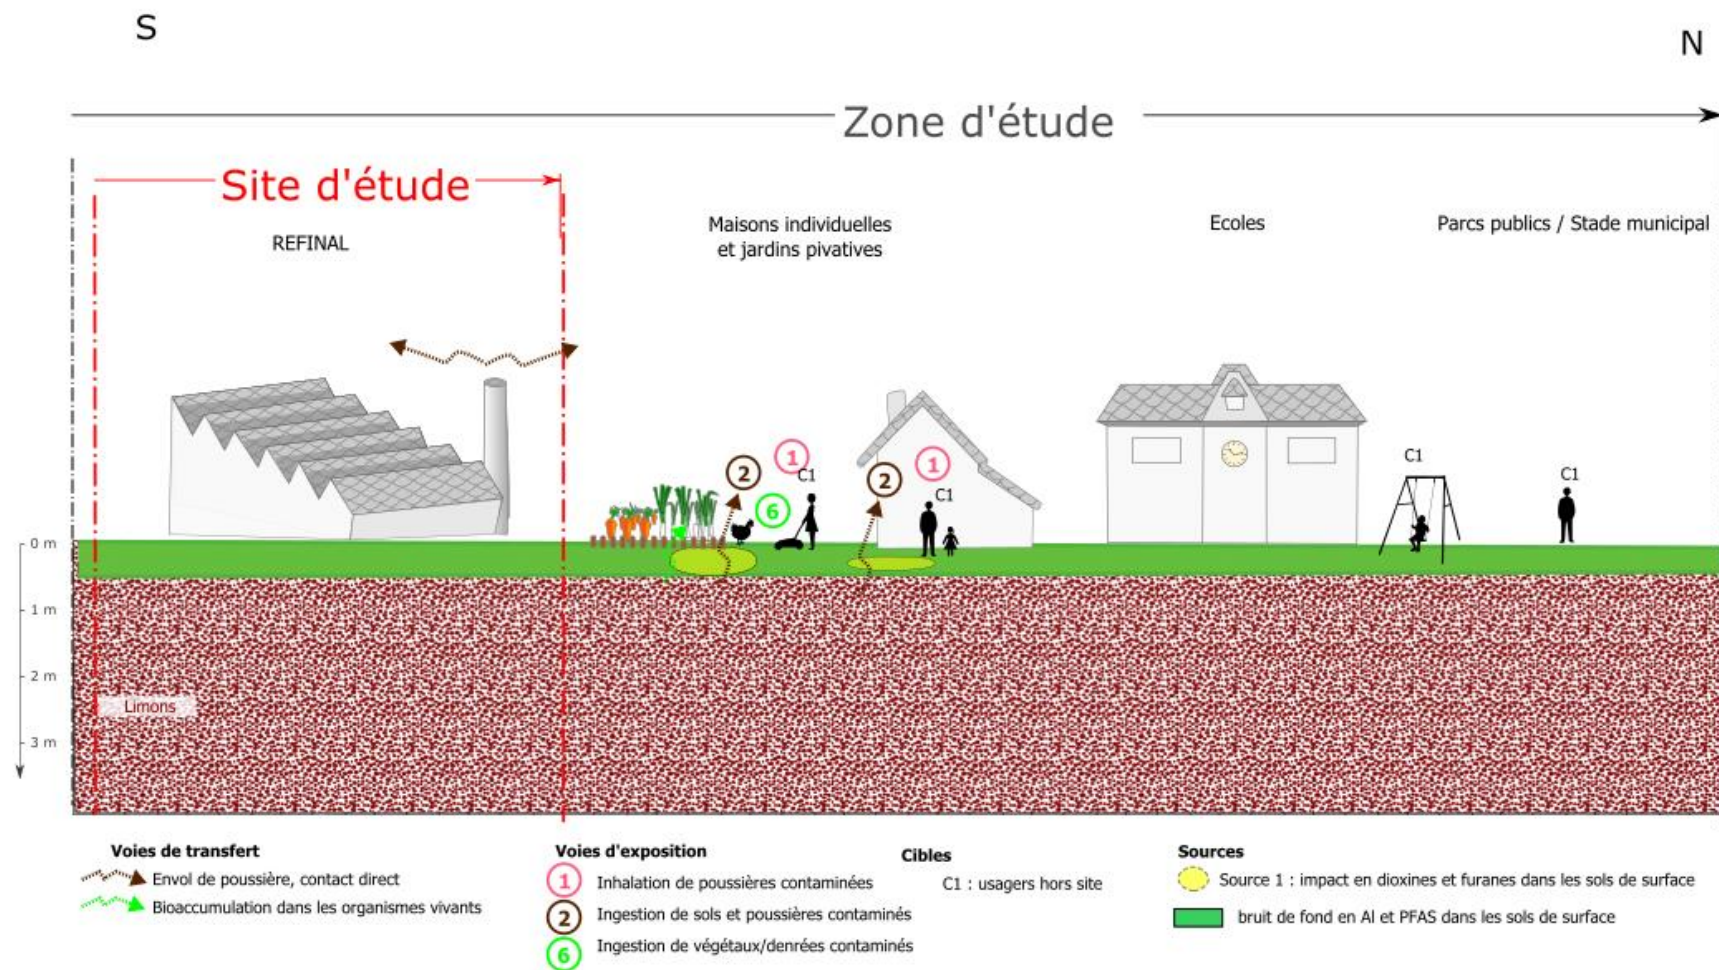 S
N
Zone d'étude
Site d'étude
REFINAL
Maisons individuelles
et jardins pivatives
Ecoles
Parcs publics / Stade municipal
1
2
C1
6
2
1
C1
C1
C1
0 m
1 m
2 m
Limons
3 m
Voies de transfert
Envol de poussière, contact direct
Bioaccumulation dans les organismes vivants
Voies d'exposition
1 Inhalation de poussières contaminées
2 Ingestion de sols et poussières contaminés
6 Ingestion de végétaux/denrées contaminés
Cibles
C1 : usagers hors site
Sources
Source 1 : impact en dioxines et furanes dans les sols de surface
bruit de fond en Al et PFAS dans les sols de surface